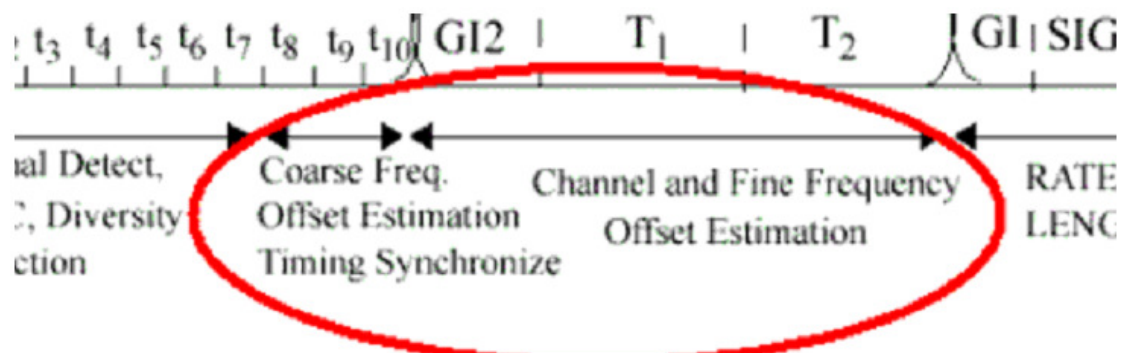 t3 t4 t5 t6 t7 t8 t9 t10 GI2 T1 T2 GI SIG
Detect,
Coarse Freq.
Channel and Fine Frequency
RATE
Diversity
Offset Estimation
Offset Estimation
Timing Synchronize